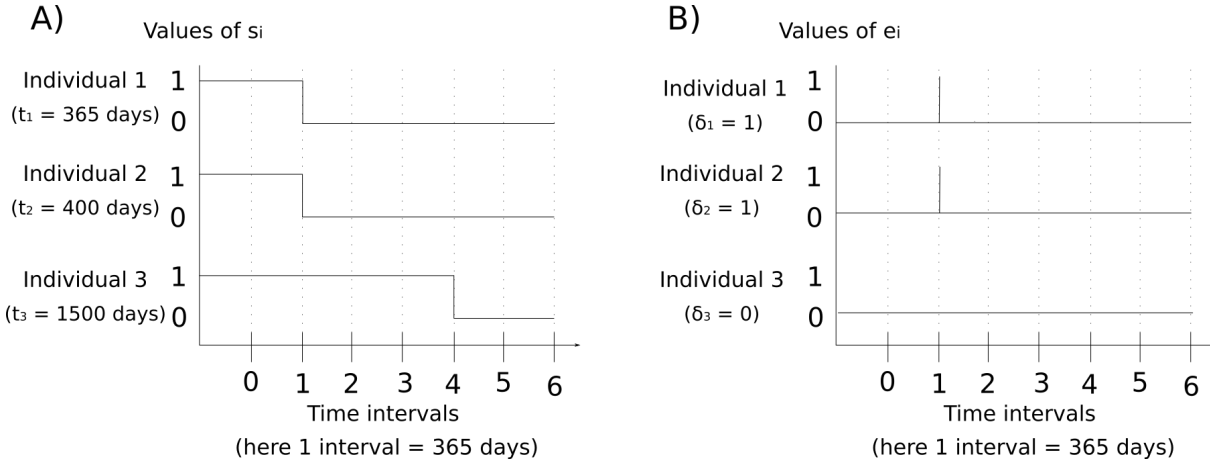 A)
Values of si
Individual 1
(t₁ = 365 days)
1
0
Individual 2
(t₂ = 400 days)
1
0
Individual 3
(t₃ = 1500 days)
1
0
0 1 2 3 4 5 6
Time intervals
(here 1 interval = 365 days)
B)
Values of ei
Individual 1
(δ₁ = 1)
1
0
Individual 2
(δ₂ = 1)
1
0
Individual 3
(δ₃ = 0)
1
0
0 1 2 3 4 5 6
Time intervals
(here 1 interval = 365 days)